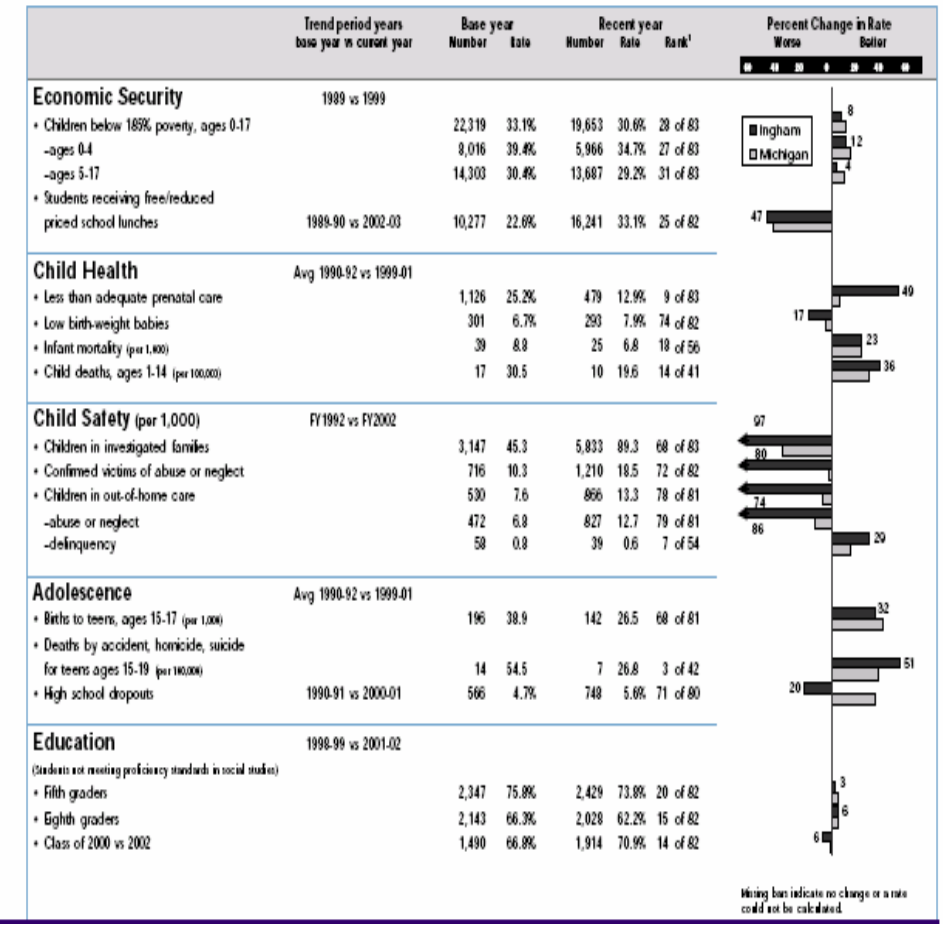 Trend period years Base year Recent year Percent Change in Rate
base year vs current year Number Rate Number Rate Rank¹ Worse Better
60 40 20 0 20 40 60
Economic Security 1989 vs 1999
• Children below 185% poverty, ages 0-17 22,319 33.1% 19,653 30.6% 28 of 83 8
–ages 0-4 8,016 39.4% 5,966 34.7% 27 of 83 Ingham 12
–ages 5-17 14,303 30.4% 13,687 29.2% 31 of 83 Michigan 4
• Students receiving free/reduced
priced school lunches 1989-90 vs 2002-03 10,277 22.6% 16,241 33.1% 25 of 82 47
Child Health Avg 1990-92 vs 1999-01
• Less than adequate prenatal care 1,126 25.2% 479 12.9% 9 of 83 49
• Low birth-weight babies 301 6.7% 293 7.9% 74 of 82 17
• Infant mortality (per 1,000) 39 8.8 25 6.8 18 of 56 23
• Child deaths, ages 1-14 (per 100,000) 17 30.5 10 19.6 14 of 41 36
Child Safety (per 1,000) FY1992 vs FY2002 97
• Children in investigated families 3,147 45.3 5,833 89.3 68 of 83 80
• Confirmed victims of abuse or neglect 716 10.3 1,210 18.5 72 of 82
• Children in out-of-home care 530 7.6 866 13.3 78 of 81 74
–abuse or neglect 472 6.8 827 12.7 79 of 81 86
–delinquency 58 0.8 39 0.6 7 of 54 29
Adolescence Avg 1990-92 vs 1999-01
• Births to teens, ages 15-17 (per 1,000) 196 38.9 142 26.5 68 of 81 32
• Deaths by accident, homicide, suicide
for teens ages 15-19 (per 100,000) 14 54.5 7 26.8 3 of 42 51
• High school dropouts 1990-91 vs 2000-01 566 4.7% 748 5.6% 71 of 80 20
Education 1998-99 vs 2001-02
(Students not meeting proficiency standards in social studies)
• Fifth graders 2,347 75.8% 2,429 73.8% 20 of 82 3
• Eighth graders 2,143 66.3% 2,028 62.2% 15 of 82 6
• Class of 2000 vs 2002 1,490 66.8% 1,914 70.9% 14 of 82 6
Missing bars indicate no change or a rate
could not be calculated.